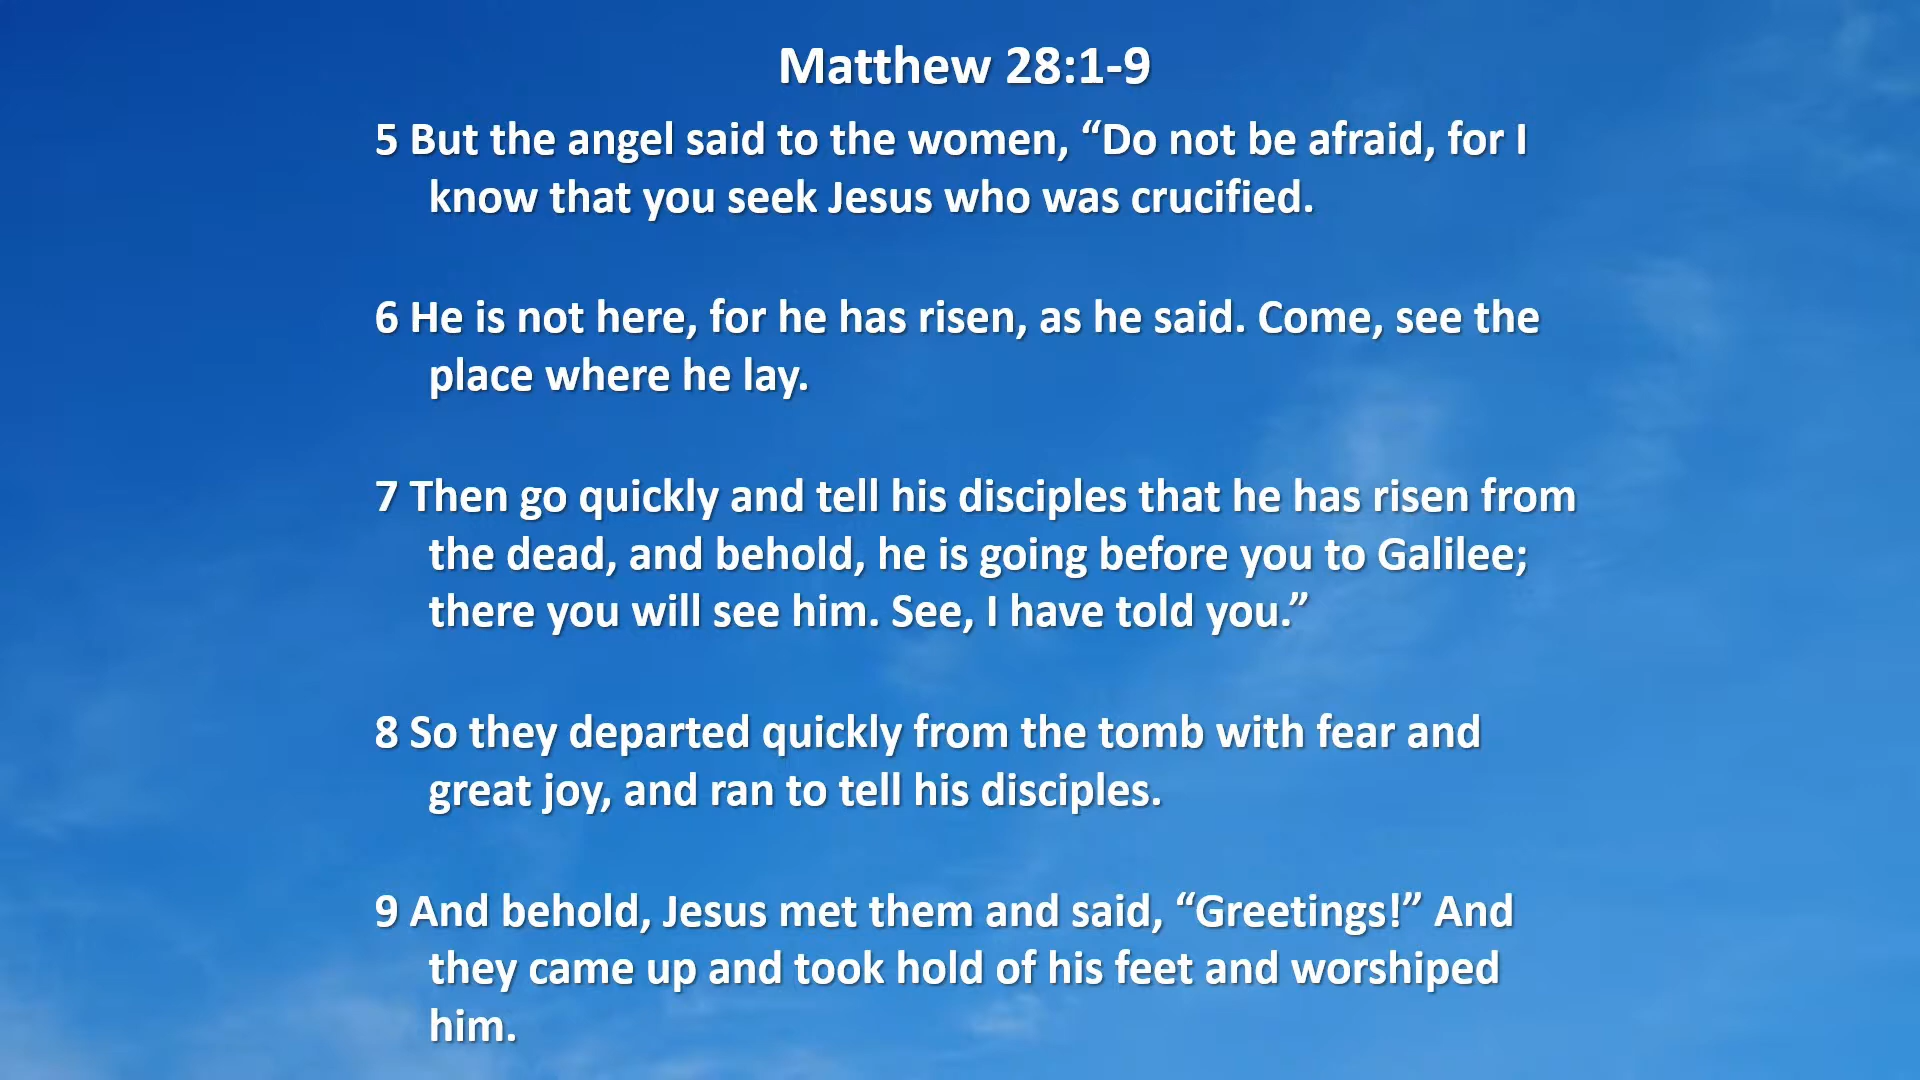 Matthew 28:1-9
5 But the angel said to the women, “Do not be afraid, for I
know that you seek Jesus who was crucified.
6 He is not here, for he has risen, as he said. Come, see the
place where he lay.
7 Then go quickly and tell his disciples that he has risen from
the dead, and behold, he is going before you to Galilee;
there you will see him. See, I have told you.”
8 So they departed quickly from the tomb with fear and
great joy, and ran to tell his disciples.
9 And behold, Jesus met them and said, “Greetings!” And
they came up and took hold of his feet and worshiped
him.